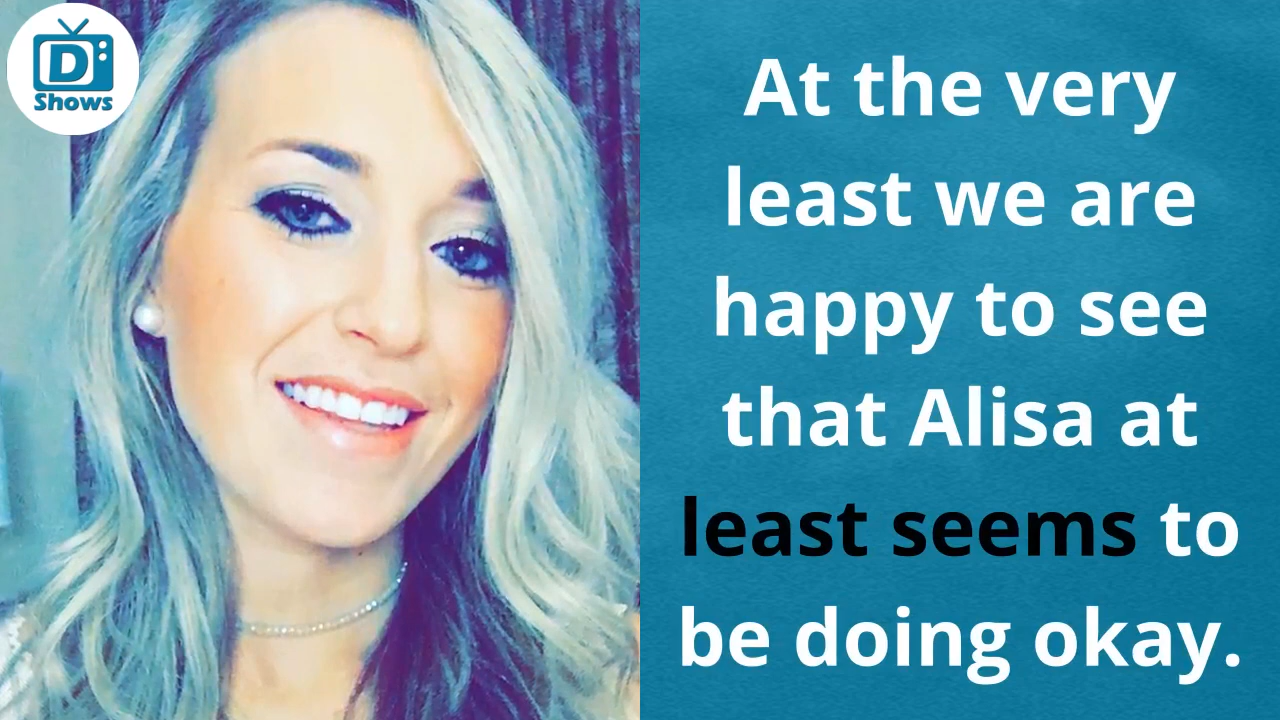 D:
Shows
At the very
least we are
happy to see
that Alisa at
least seems to
be doing okay.